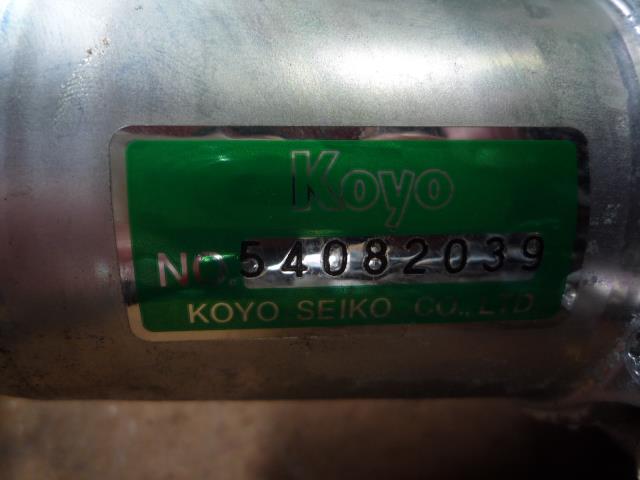 Koyo
NO. 54082039
KOYO SEIKO CO., LTD